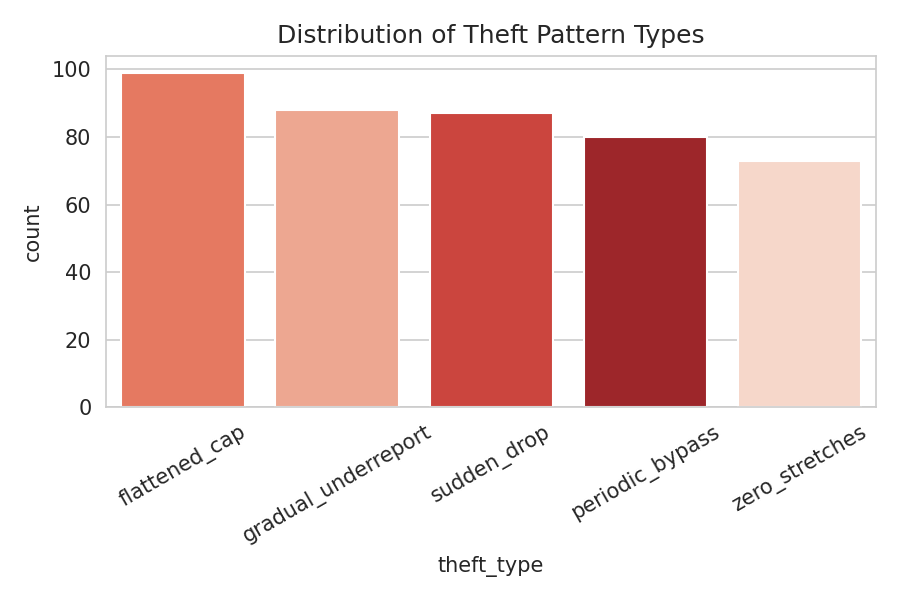 Distribution of Theft Pattern Types
count
100
80
60
40
20
0
flattened_cap
gradual_underreport
sudden_drop
periodic_bypass
zero_stretches
theft_type